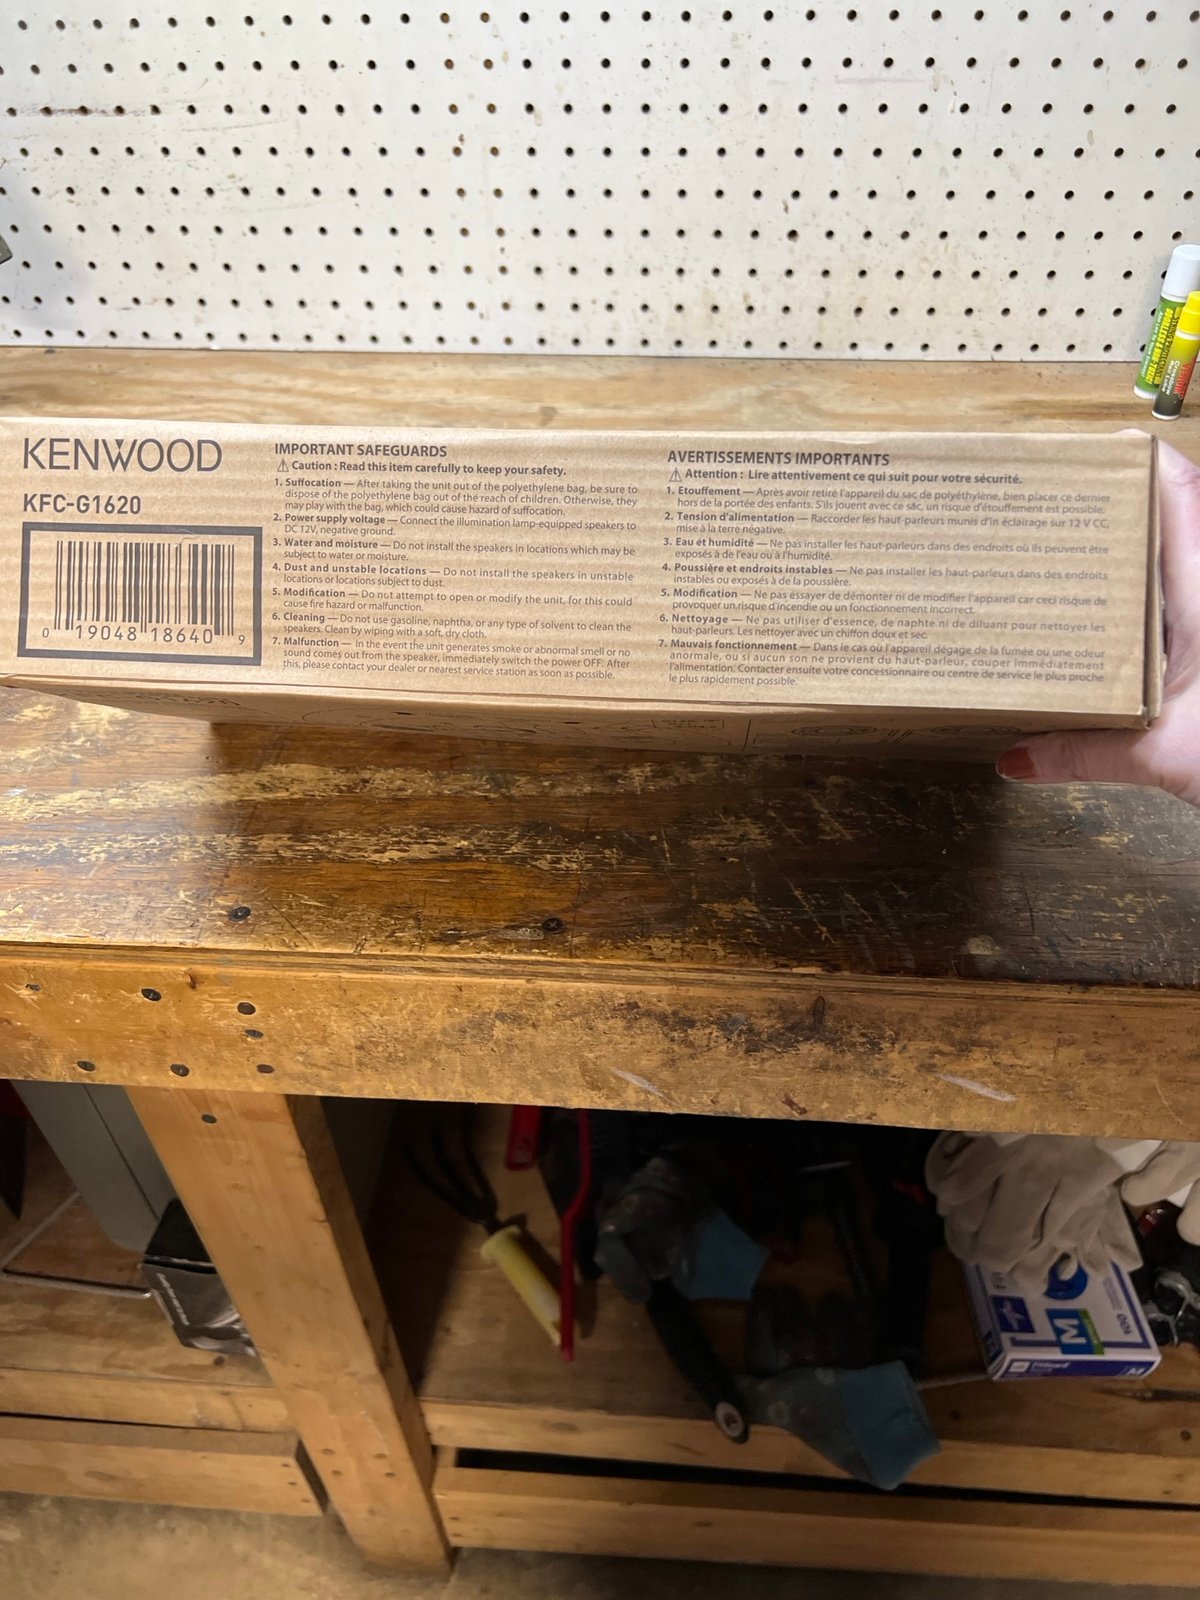 KENWOOD
KFC-G1620
0 19048 18640 9
IMPORTANT SAFEGUARDS
⚠ Caution : Read this item carefully to keep your safety.
1. Suffocation — After taking the unit out of the polyethylene bag, be sure to
dispose of the polyethylene bag out of the reach of children. Otherwise, they
may play with the bag, which could cause hazard of suffocation.
2. Power supply voltage — Connect the illumination lamp-equipped speakers to
DC 12V, negative ground.
3. Water and moisture — Do not install the speakers in locations which may be
subject to water or moisture.
4. Dust and unstable locations — Do not install the speakers in unstable
locations or locations subject to dust.
5. Modification — Do not attempt to open or modify the unit, for this could
cause fire hazard or malfunction.
6. Cleaning — Do not use gasoline, naphtha, or any type of solvent to clean the
speakers. Clean by wiping with a soft, dry cloth.
7. Malfunction — In the event the unit generates smoke or abnormal smell or no
sound comes out from the speaker, immediately switch the power OFF. After
this, please contact your dealer or nearest service station as soon as possible.
AVERTISSEMENTS IMPORTANTS
⚠ Attention : Lire attentivement ce qui suit pour votre sécurité.
1. Etouffement — Après avoir retiré l'appareil du sac de polyéthylène, bien placer ce dernier
hors de la portée des enfants. S'ils jouent avec ce sac, un risque d'étouffement est possible.
2. Tension d'alimentation — Raccorder les haut-parleurs munis d'in éclairage sur 12 V CC,
mise à la terre négative.
3. Eau ét humidité — Ne pas installer les haut-parleurs dans des endroits où ils peuvent être
exposés à de l'eau ou à l'humidité.
4. Poussière et endroits instables — Ne pas installer les haut-parleurs dans des endroits
instables ou exposés à de la poussière.
5. Modification — Ne pas essayer de démonter ni de modifier l'appareil car ceci risque de
provoquer un risque d'incendie ou un fonctionnement incorrect.
6. Nettoyage — Ne pas utiliser d'essence, de naphte ni de diluant pour nettoyer les
haut-parleurs. Les nettoyer avec un chiffon doux et sec.
7. Mauvais fonctionnement — Dans le cas où l'appareil dégage de la fumée ou une odeur
anormale, ou si aucun son ne provient du haut-parleur, couper immédiatement
l'alimentation. Contacter ensuite votre concessionnaire ou centre de service le plus proche
le plus rapidement possible.
M
100